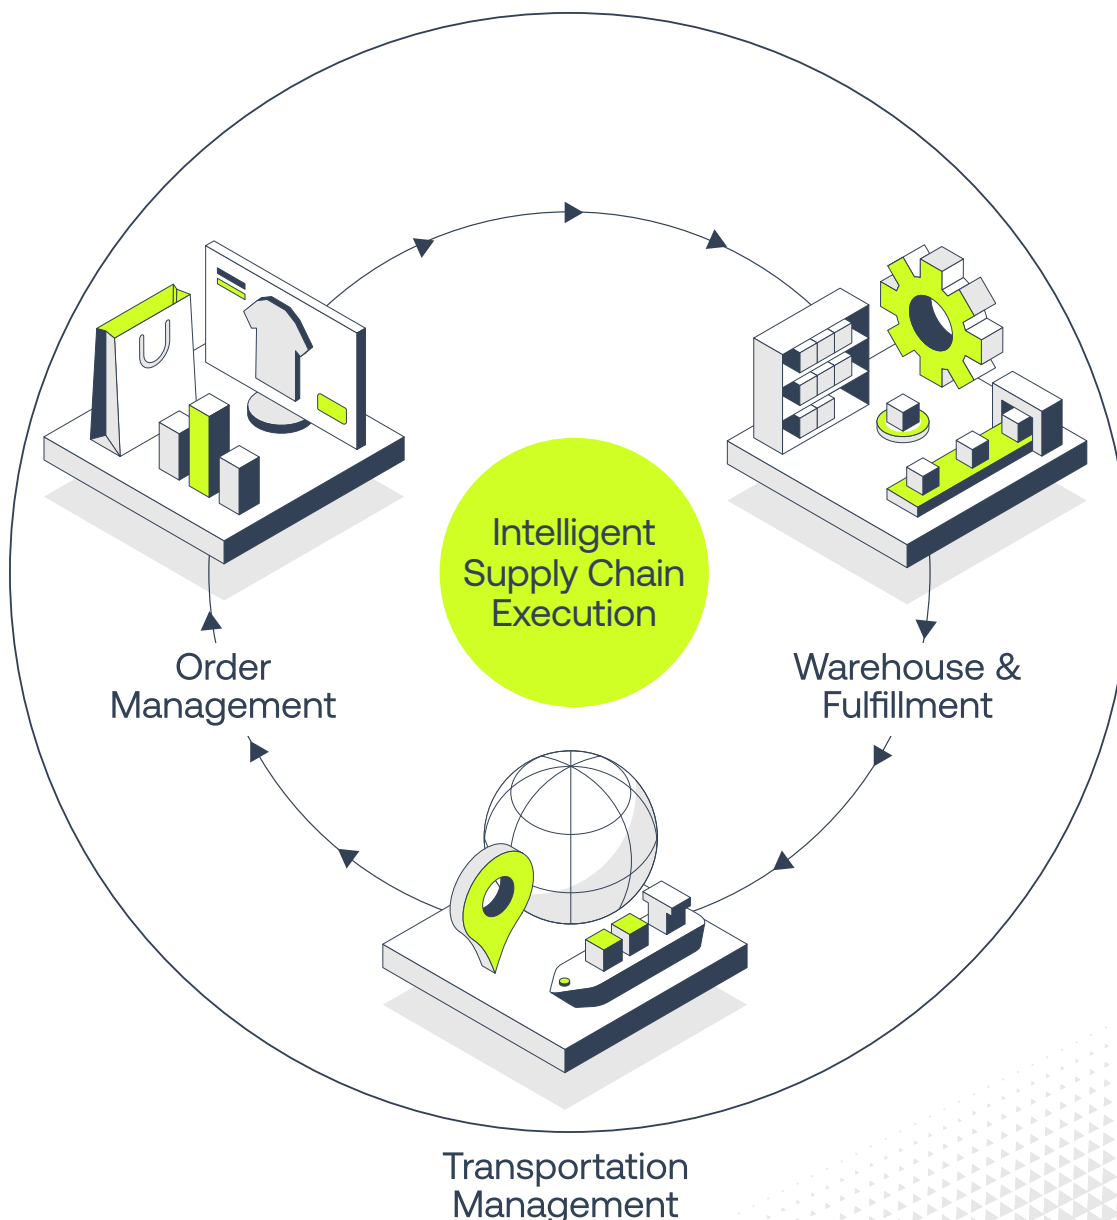 Intelligent
Supply Chain
Execution
Order
Management
Warehouse &
Fulfillment
Transportation
Management